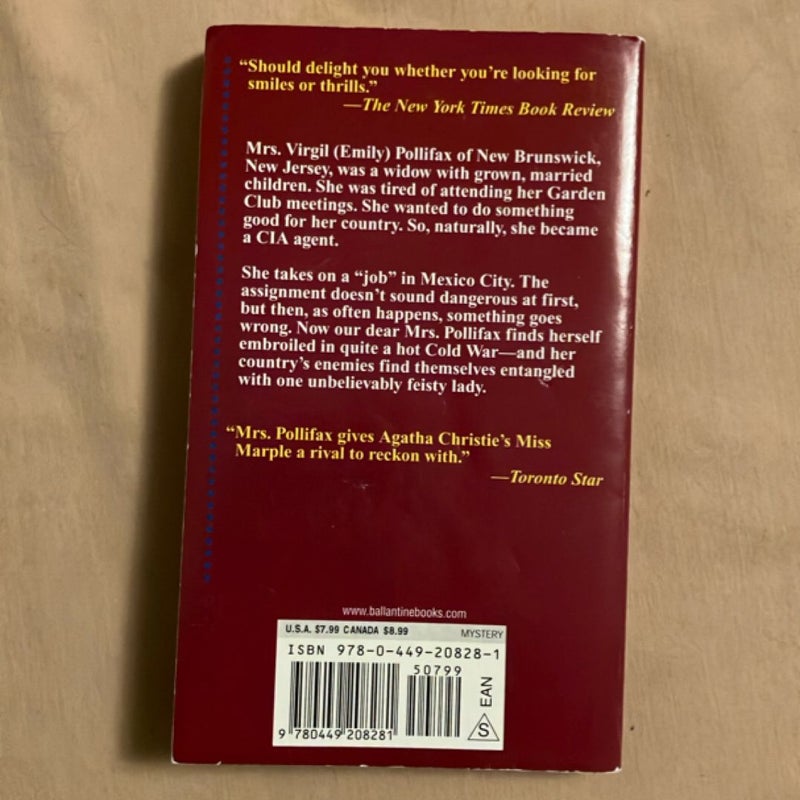 “Should delight you whether you’re looking for
smiles or thrills.”
—The New York Times Book Review
Mrs. Virgil (Emily) Pollifax of New Brunswick,
New Jersey, was a widow with grown, married
children. She was tired of attending her Garden
Club meetings. She wanted to do something
good for her country. So, naturally, she became
a CIA agent.
She takes on a “job” in Mexico City. The
assignment doesn’t sound dangerous at first,
but then, as often happens, something goes
wrong. Now our dear Mrs. Pollifax finds herself
embroiled in quite a hot Cold War—and her
country’s enemies find themselves entangled
with one unbelievably feisty lady.
“Mrs. Pollifax gives Agatha Christie’s Miss
Marple a rival to reckon with.”
—Toronto Star
www.ballantinebooks.com
U.S.A. $7.99 CANADA $8.99 MYSTERY
ISBN 978-0-449-20828-1
50799
EAN
S
9 780449 208281